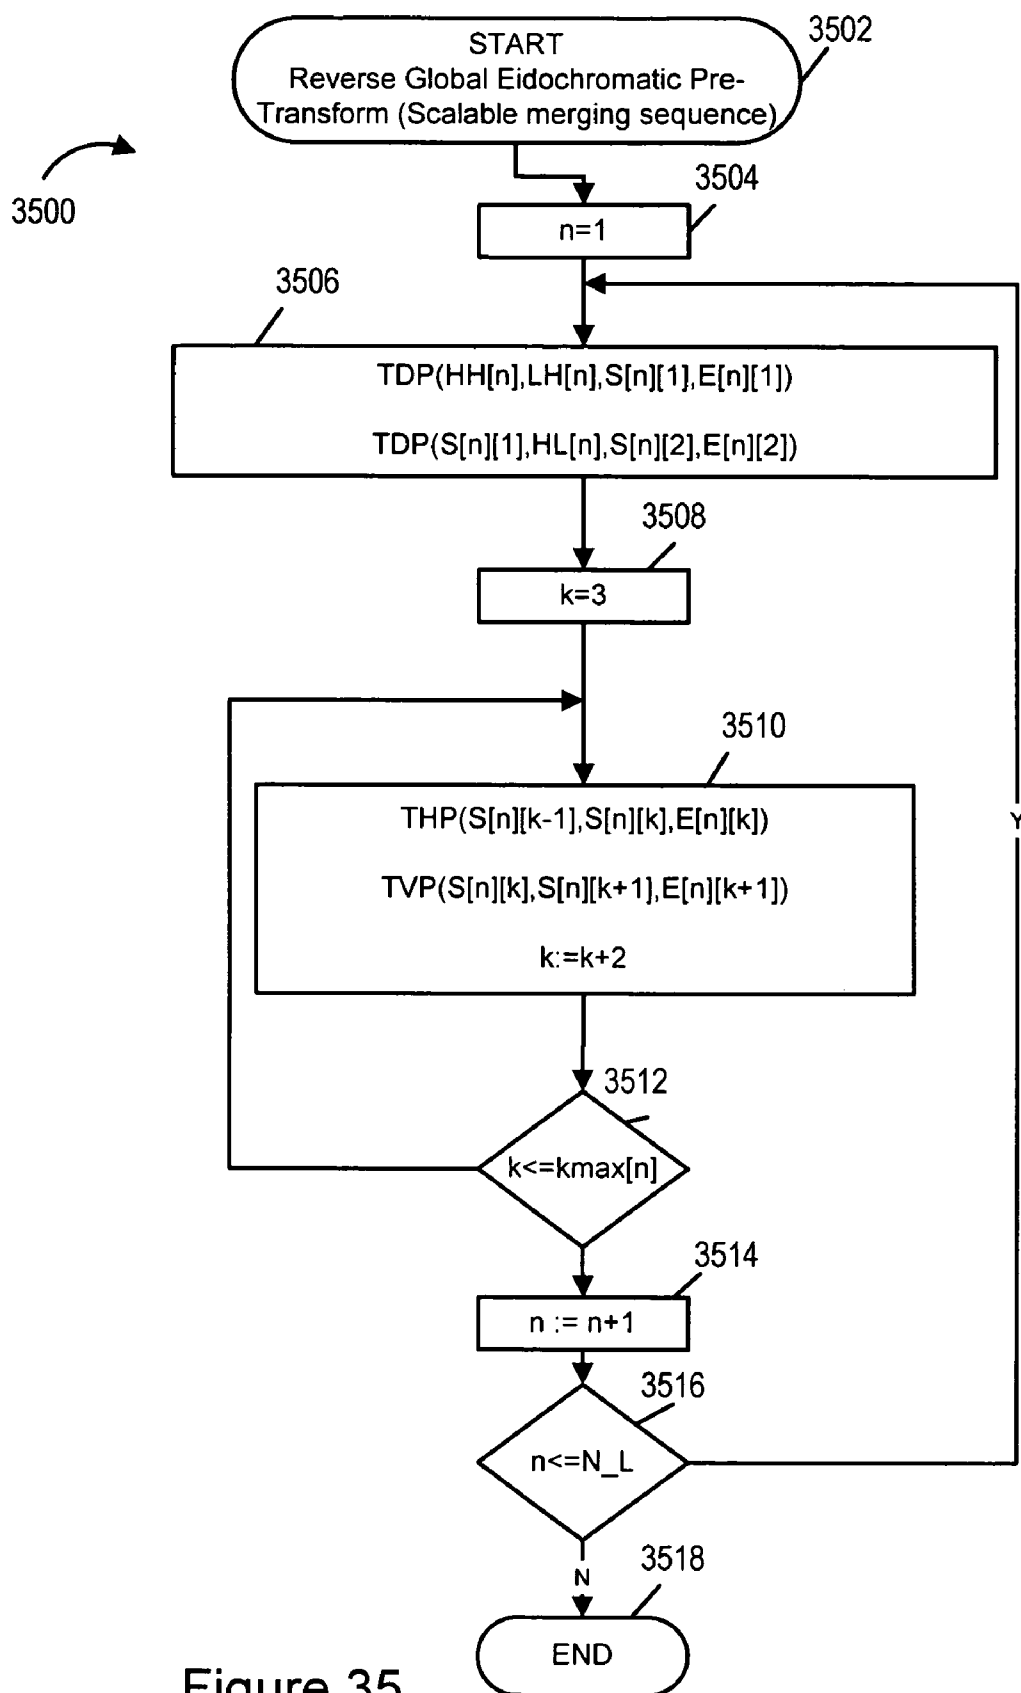 3502
START
Reverse Global Eidochromatic Pre-
Transform (Scalable merging sequence)
3500
3504
n=1
3506
TDP(HH[n],LH[n],S[n][1],E[n][1])
TDP(S[n][1],HL[n],S[n][2],E[n][2])
3508
k=3
3510
THP(S[n][k-1],S[n][k],E[n][k])
TVP(S[n][k],S[n][k+1],E[n][k+1])
k:=k+2
Y
3512
k<=kmax[n]
3514
n := n+1
3516
n<=N_L
N
3518
END
Figure 35